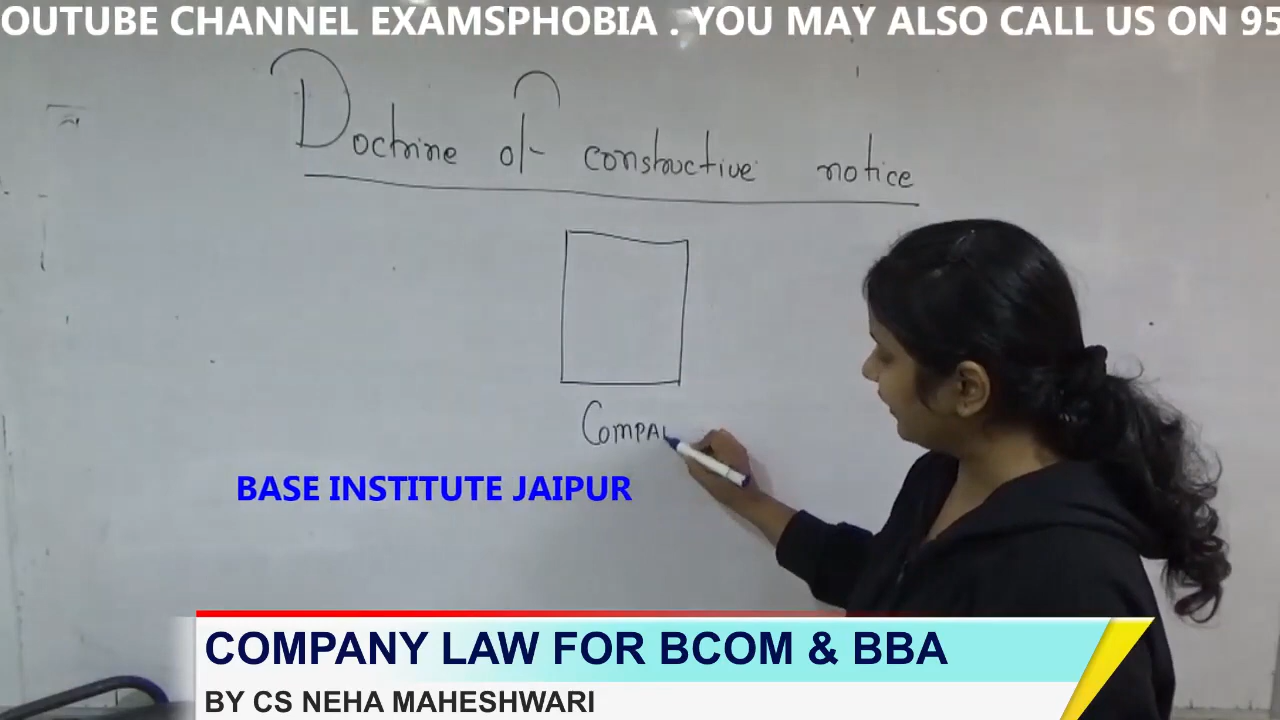 OUTUBE CHANNEL EXAMSPHOBIA . YOU MAY ALSO CALL US ON 95
Doctrine of constructive notice
COMPA
BASE INSTITUTE JAIPUR
COMPANY LAW FOR BCOM & BBA
BY CS NEHA MAHESHWARI